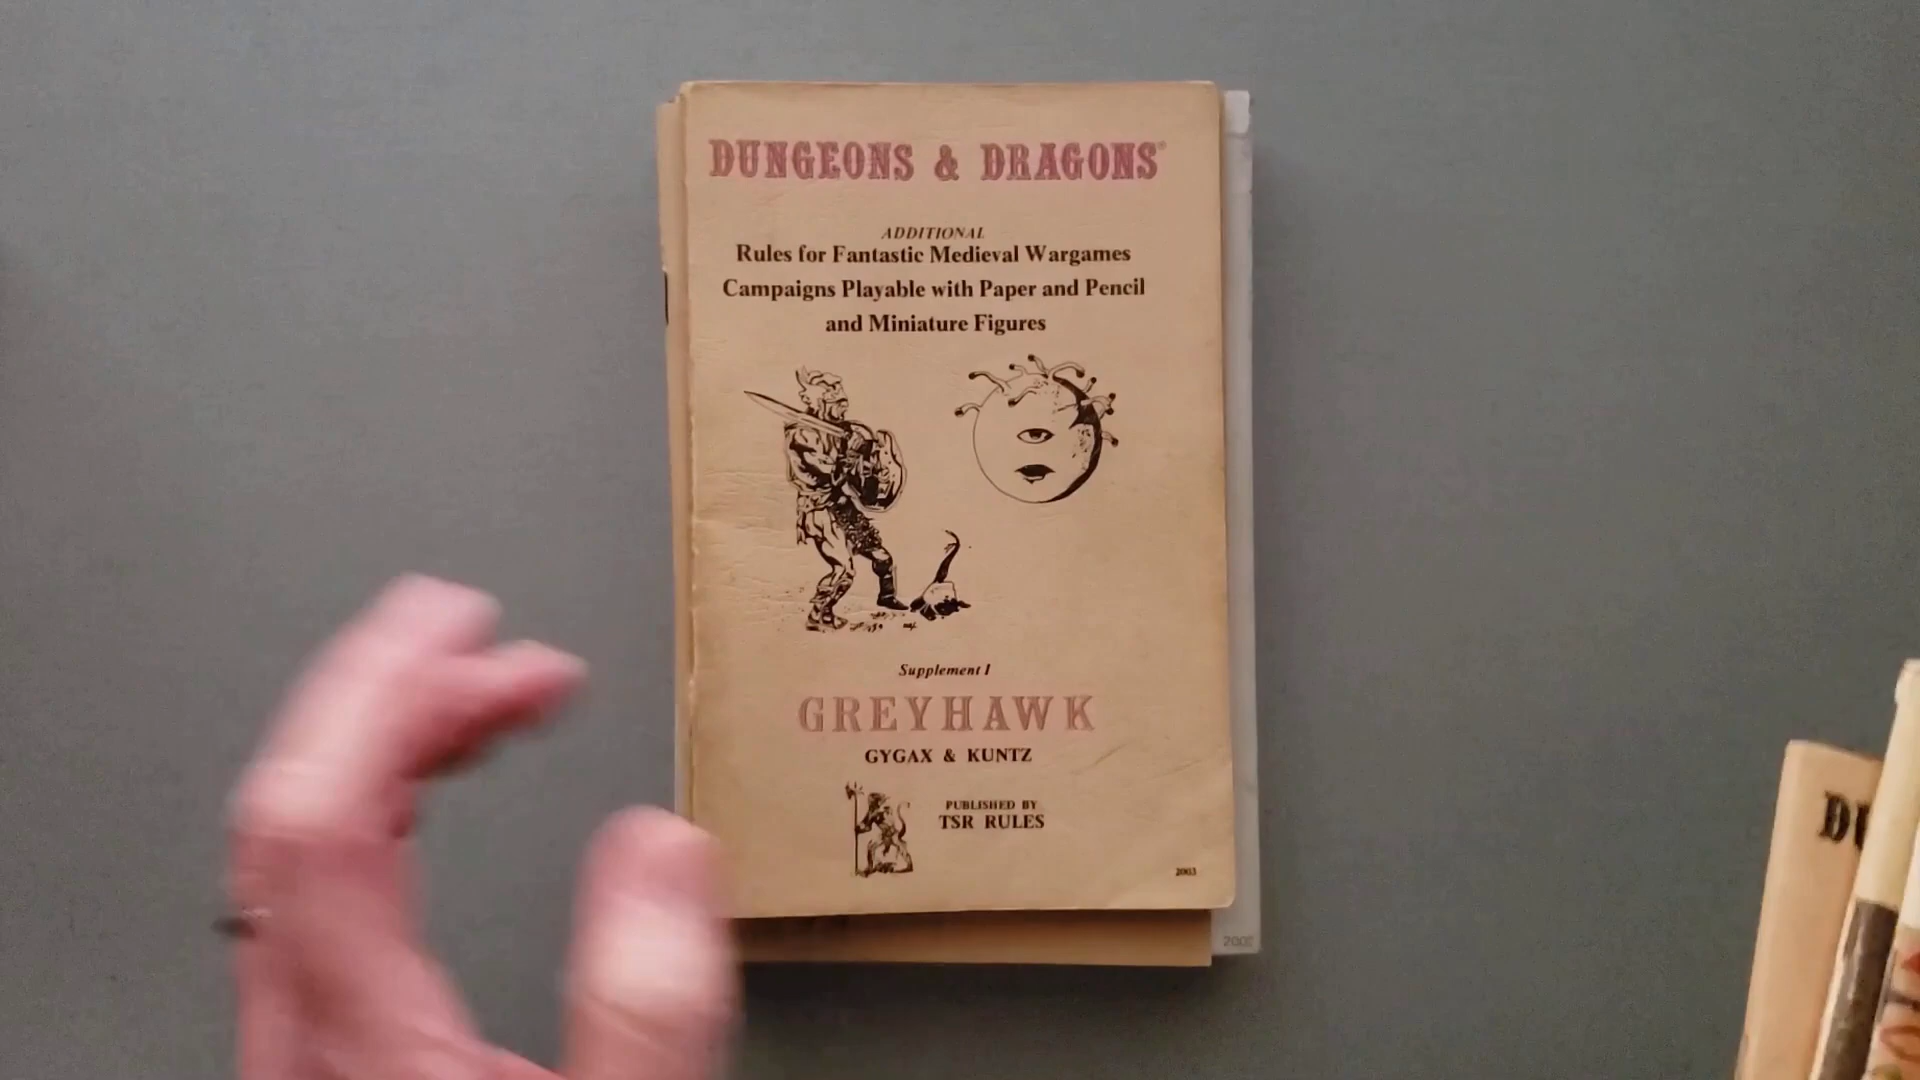 DUNGEONS & DRAGONS®
ADDITIONAL
Rules for Fantastic Medieval Wargames
Campaigns Playable with Paper and Pencil
and Miniature Figures
Supplement I
GREYHAWK
GYGAX & KUNTZ
PUBLISHED BY
TSR RULES
2003